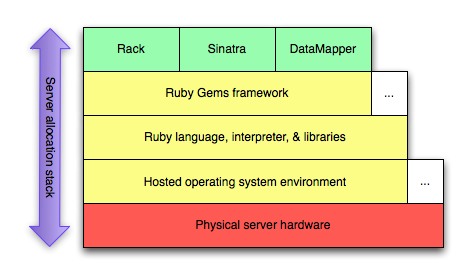 Server allocation stack
Rack
Sinatra
DataMapper
Ruby Gems framework
...
Ruby language, interpreter, & libraries
Hosted operating system environment
...
Physical server hardware